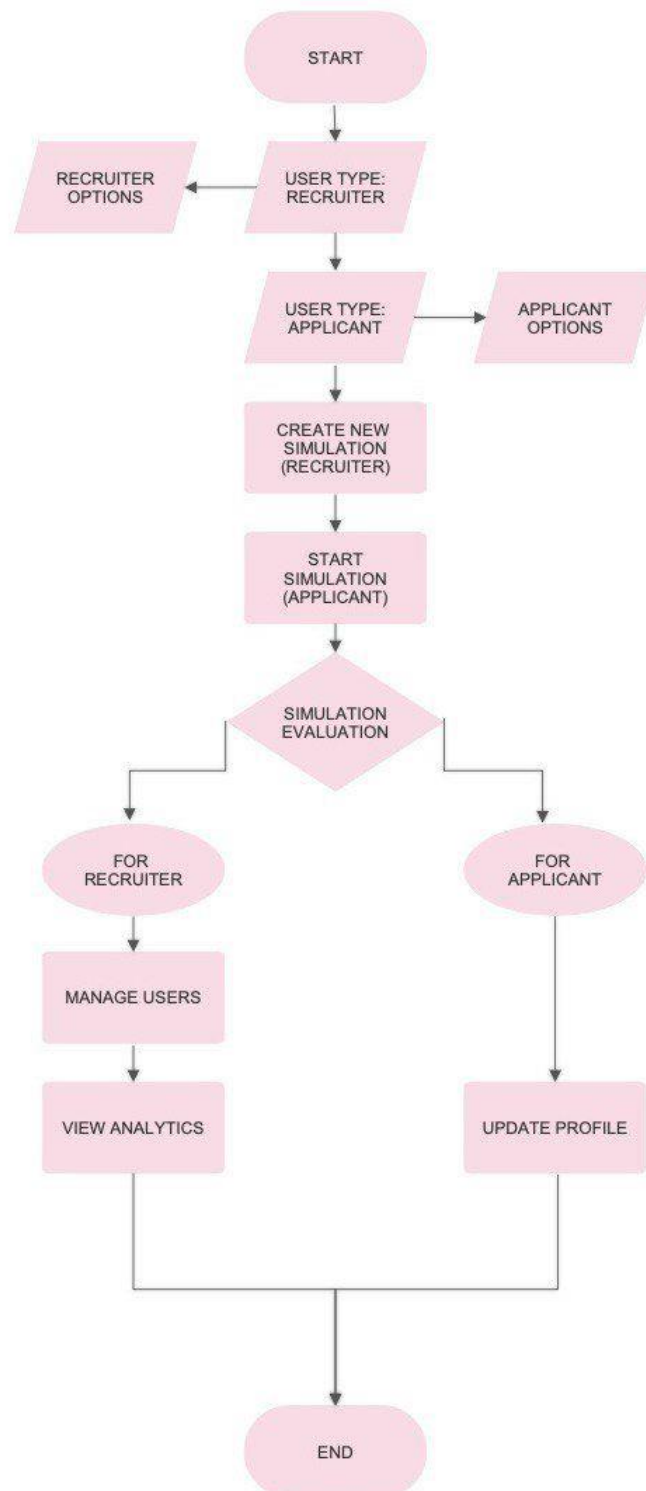 START
RECRUITER
OPTIONS
USER TYPE:
RECRUITER
USER TYPE:
APPLICANT
APPLICANT
OPTIONS
CREATE NEW
SIMULATION
(RECRUITER)
START
SIMULATION
(APPLICANT)
SIMULATION
EVALUATION
FOR
RECRUITER
FOR
APPLICANT
MANAGE USERS
VIEW ANALYTICS
UPDATE PROFILE
END